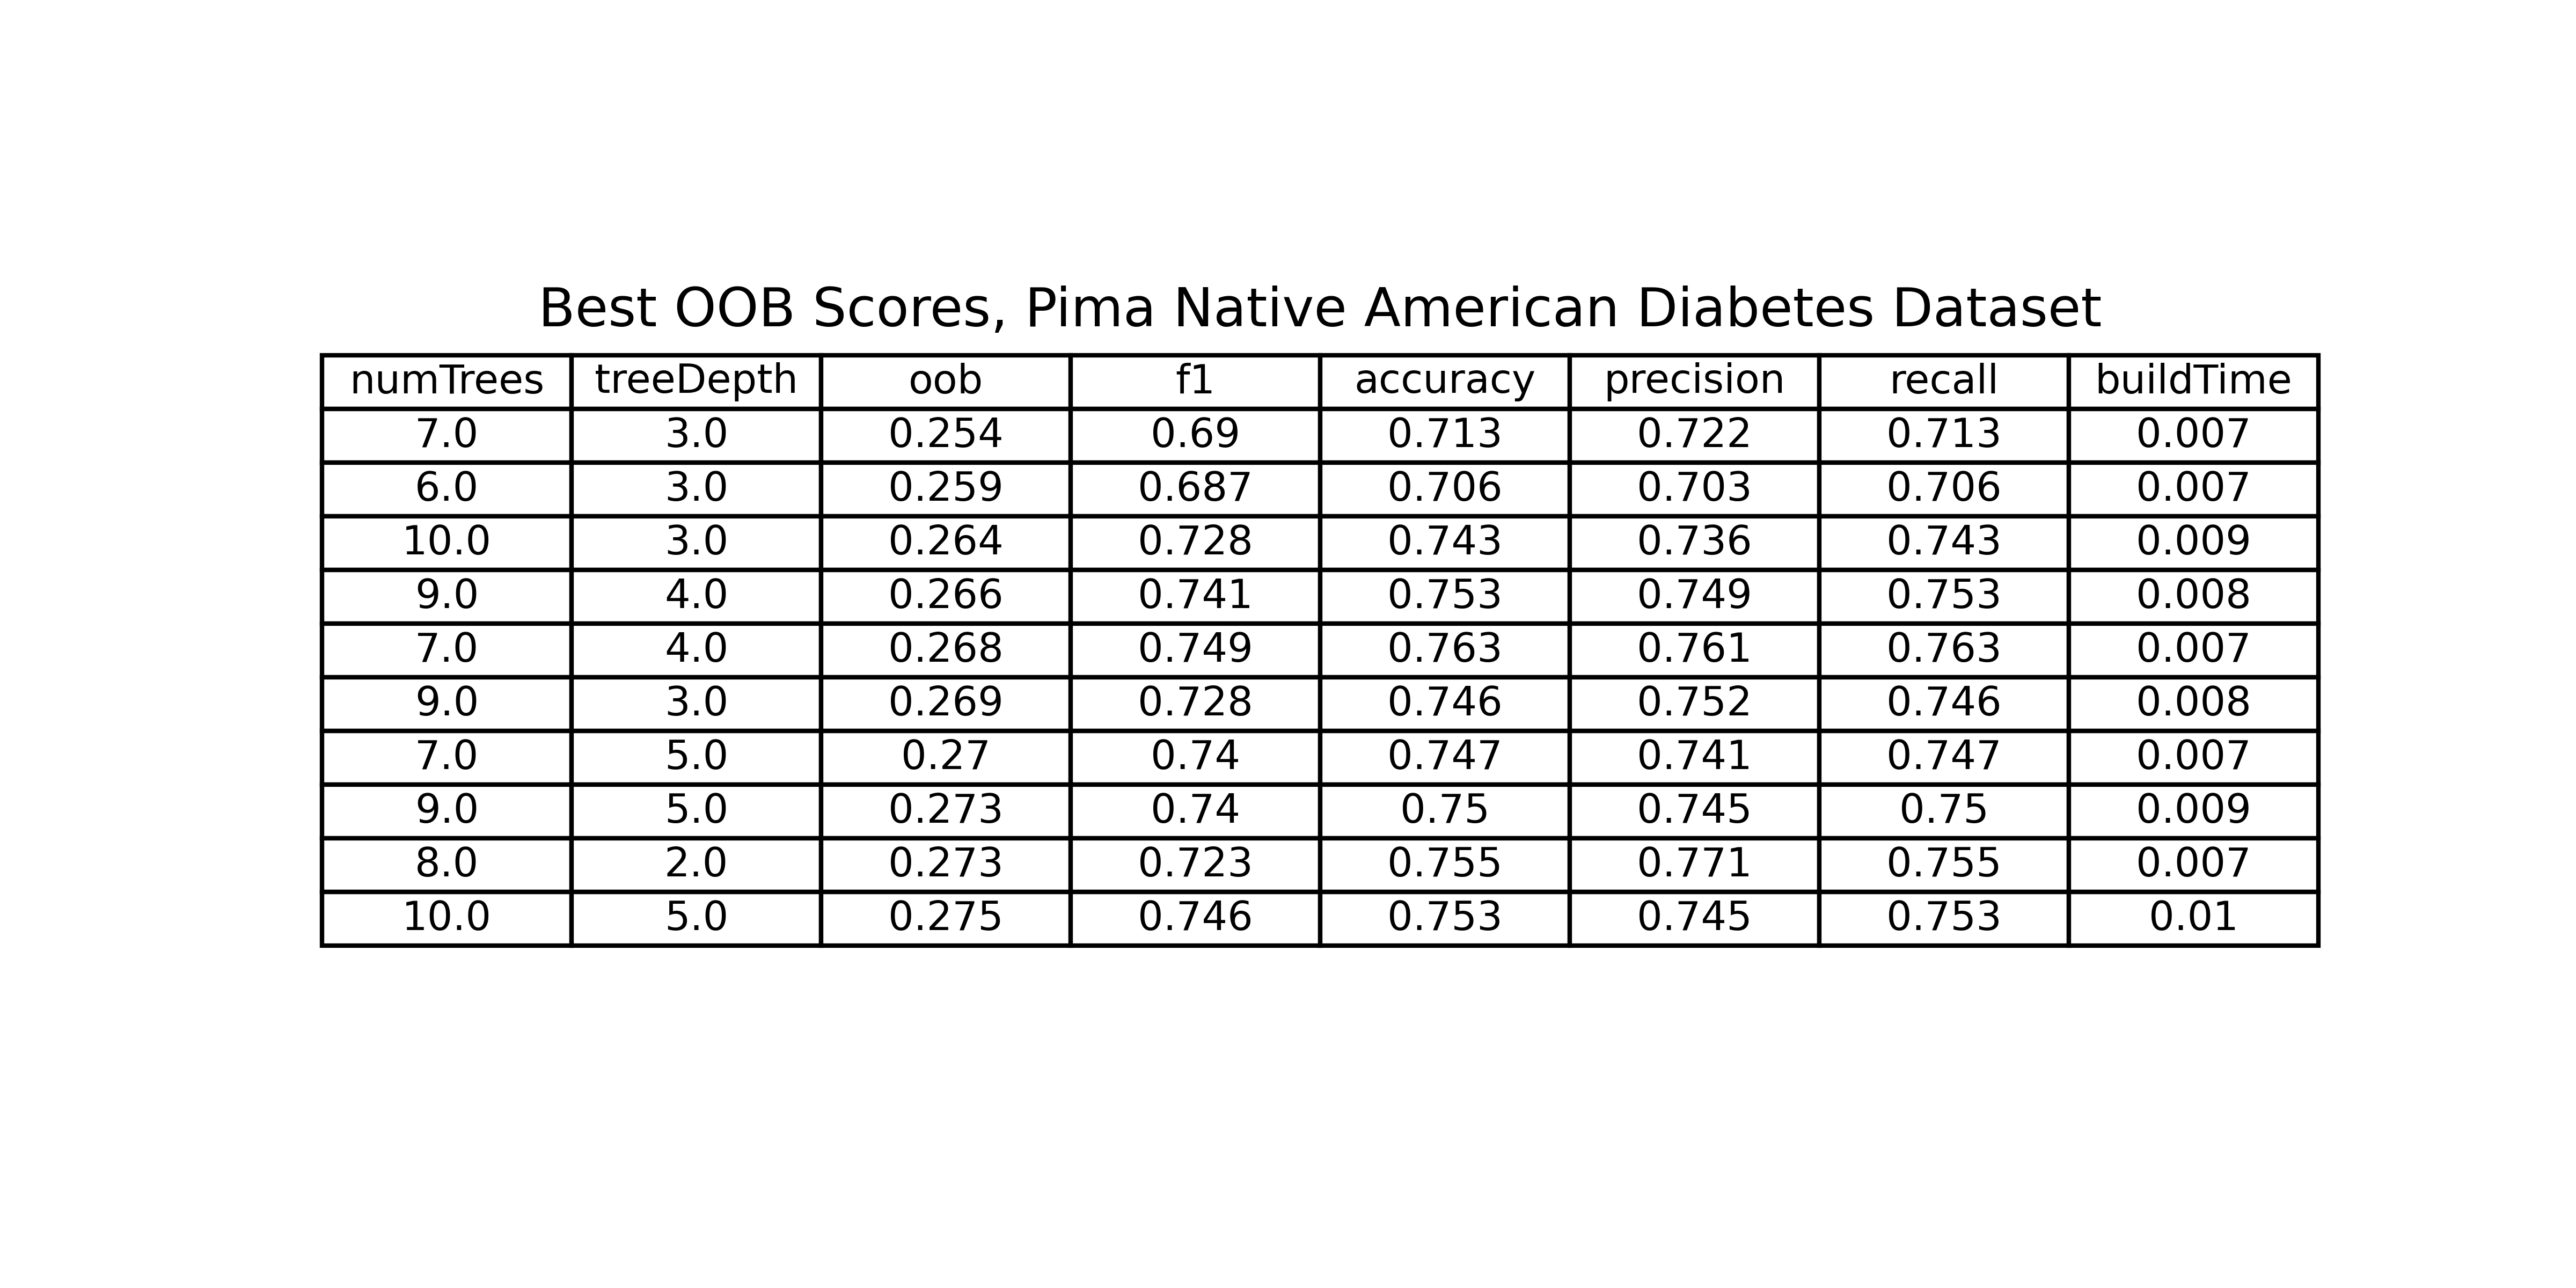 Best OOB Scores, Pima Native American Diabetes Dataset
numTrees treeDepth oob f1 accuracy precision recall buildTime
7.0 3.0 0.254 0.69 0.713 0.722 0.713 0.007
6.0 3.0 0.259 0.687 0.706 0.703 0.706 0.007
10.0 3.0 0.264 0.728 0.743 0.736 0.743 0.009
9.0 4.0 0.266 0.741 0.753 0.749 0.753 0.008
7.0 4.0 0.268 0.749 0.763 0.761 0.763 0.007
9.0 3.0 0.269 0.728 0.746 0.752 0.746 0.008
7.0 5.0 0.27 0.74 0.747 0.741 0.747 0.007
9.0 5.0 0.273 0.74 0.75 0.745 0.75 0.009
8.0 2.0 0.273 0.723 0.755 0.771 0.755 0.007
10.0 5.0 0.275 0.746 0.753 0.745 0.753 0.01